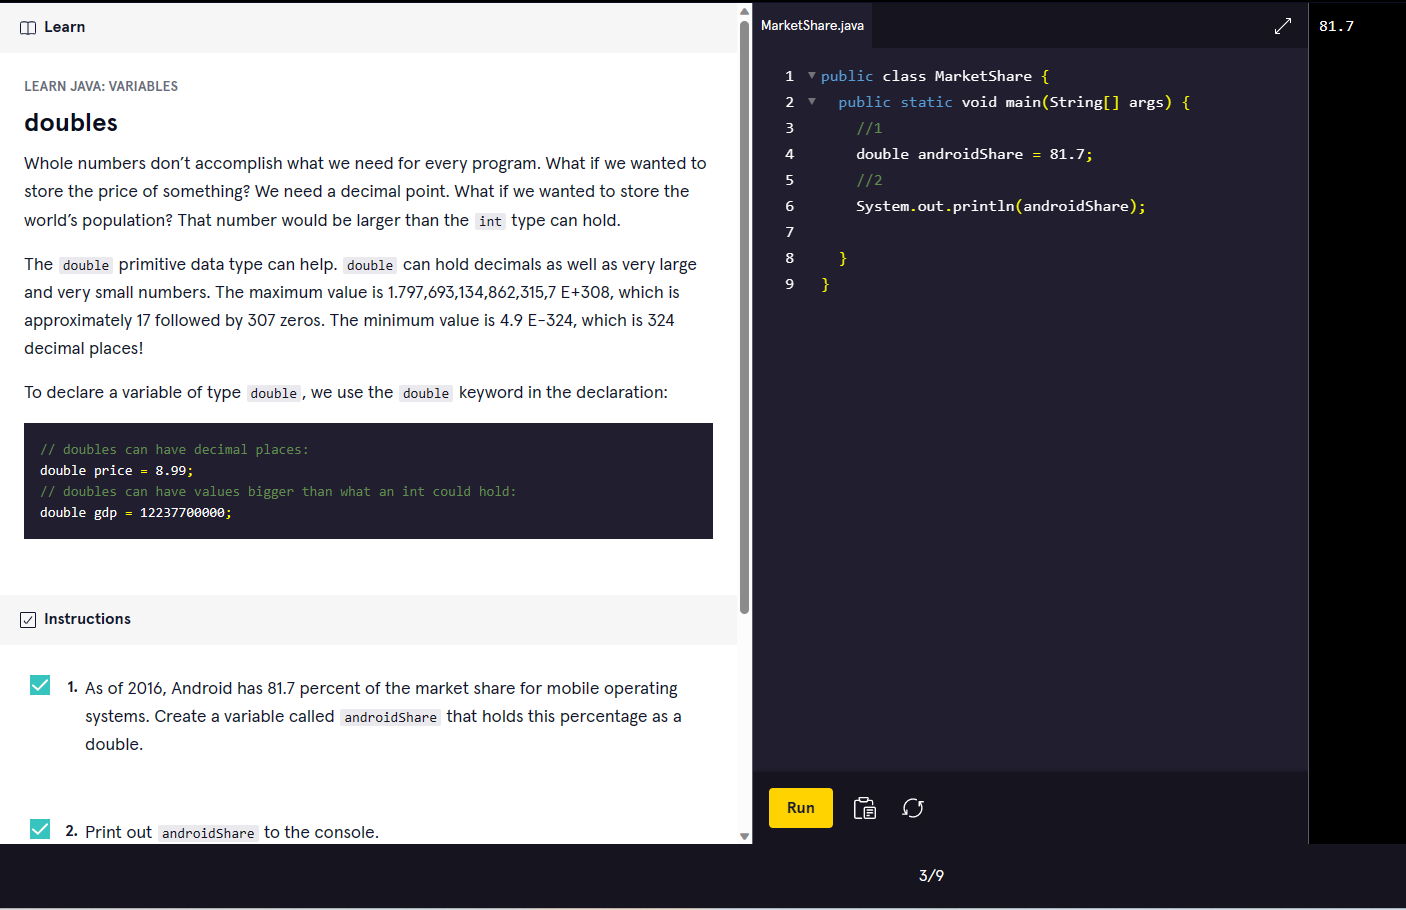 Learn
LEARN JAVA: VARIABLES
doubles
Whole numbers don’t accomplish what we need for every program. What if we wanted to
store the price of something? We need a decimal point. What if we wanted to store the
world’s population? That number would be larger than the int type can hold.
The double primitive data type can help. double can hold decimals as well as very large
and very small numbers. The maximum value is 1.797,693,134,862,315,7 E+308, which is
approximately 17 followed by 307 zeros. The minimum value is 4.9 E-324, which is 324
decimal places!
To declare a variable of type double, we use the double keyword in the declaration:
// doubles can have decimal places:
double price = 8.99;
// doubles can have values bigger than what an int could hold:
double gdp = 12237700000;
Instructions
1. As of 2016, Android has 81.7 percent of the market share for mobile operating
systems. Create a variable called androidShare that holds this percentage as a
double.
2. Print out androidShare to the console.
MarketShare.java
1 public class MarketShare {
2 public static void main(String[] args) {
3 //1
4 double androidShare = 81.7;
5 //2
6 System.out.println(androidShare);
7
8 }
9 }
Run
81.7
3/9